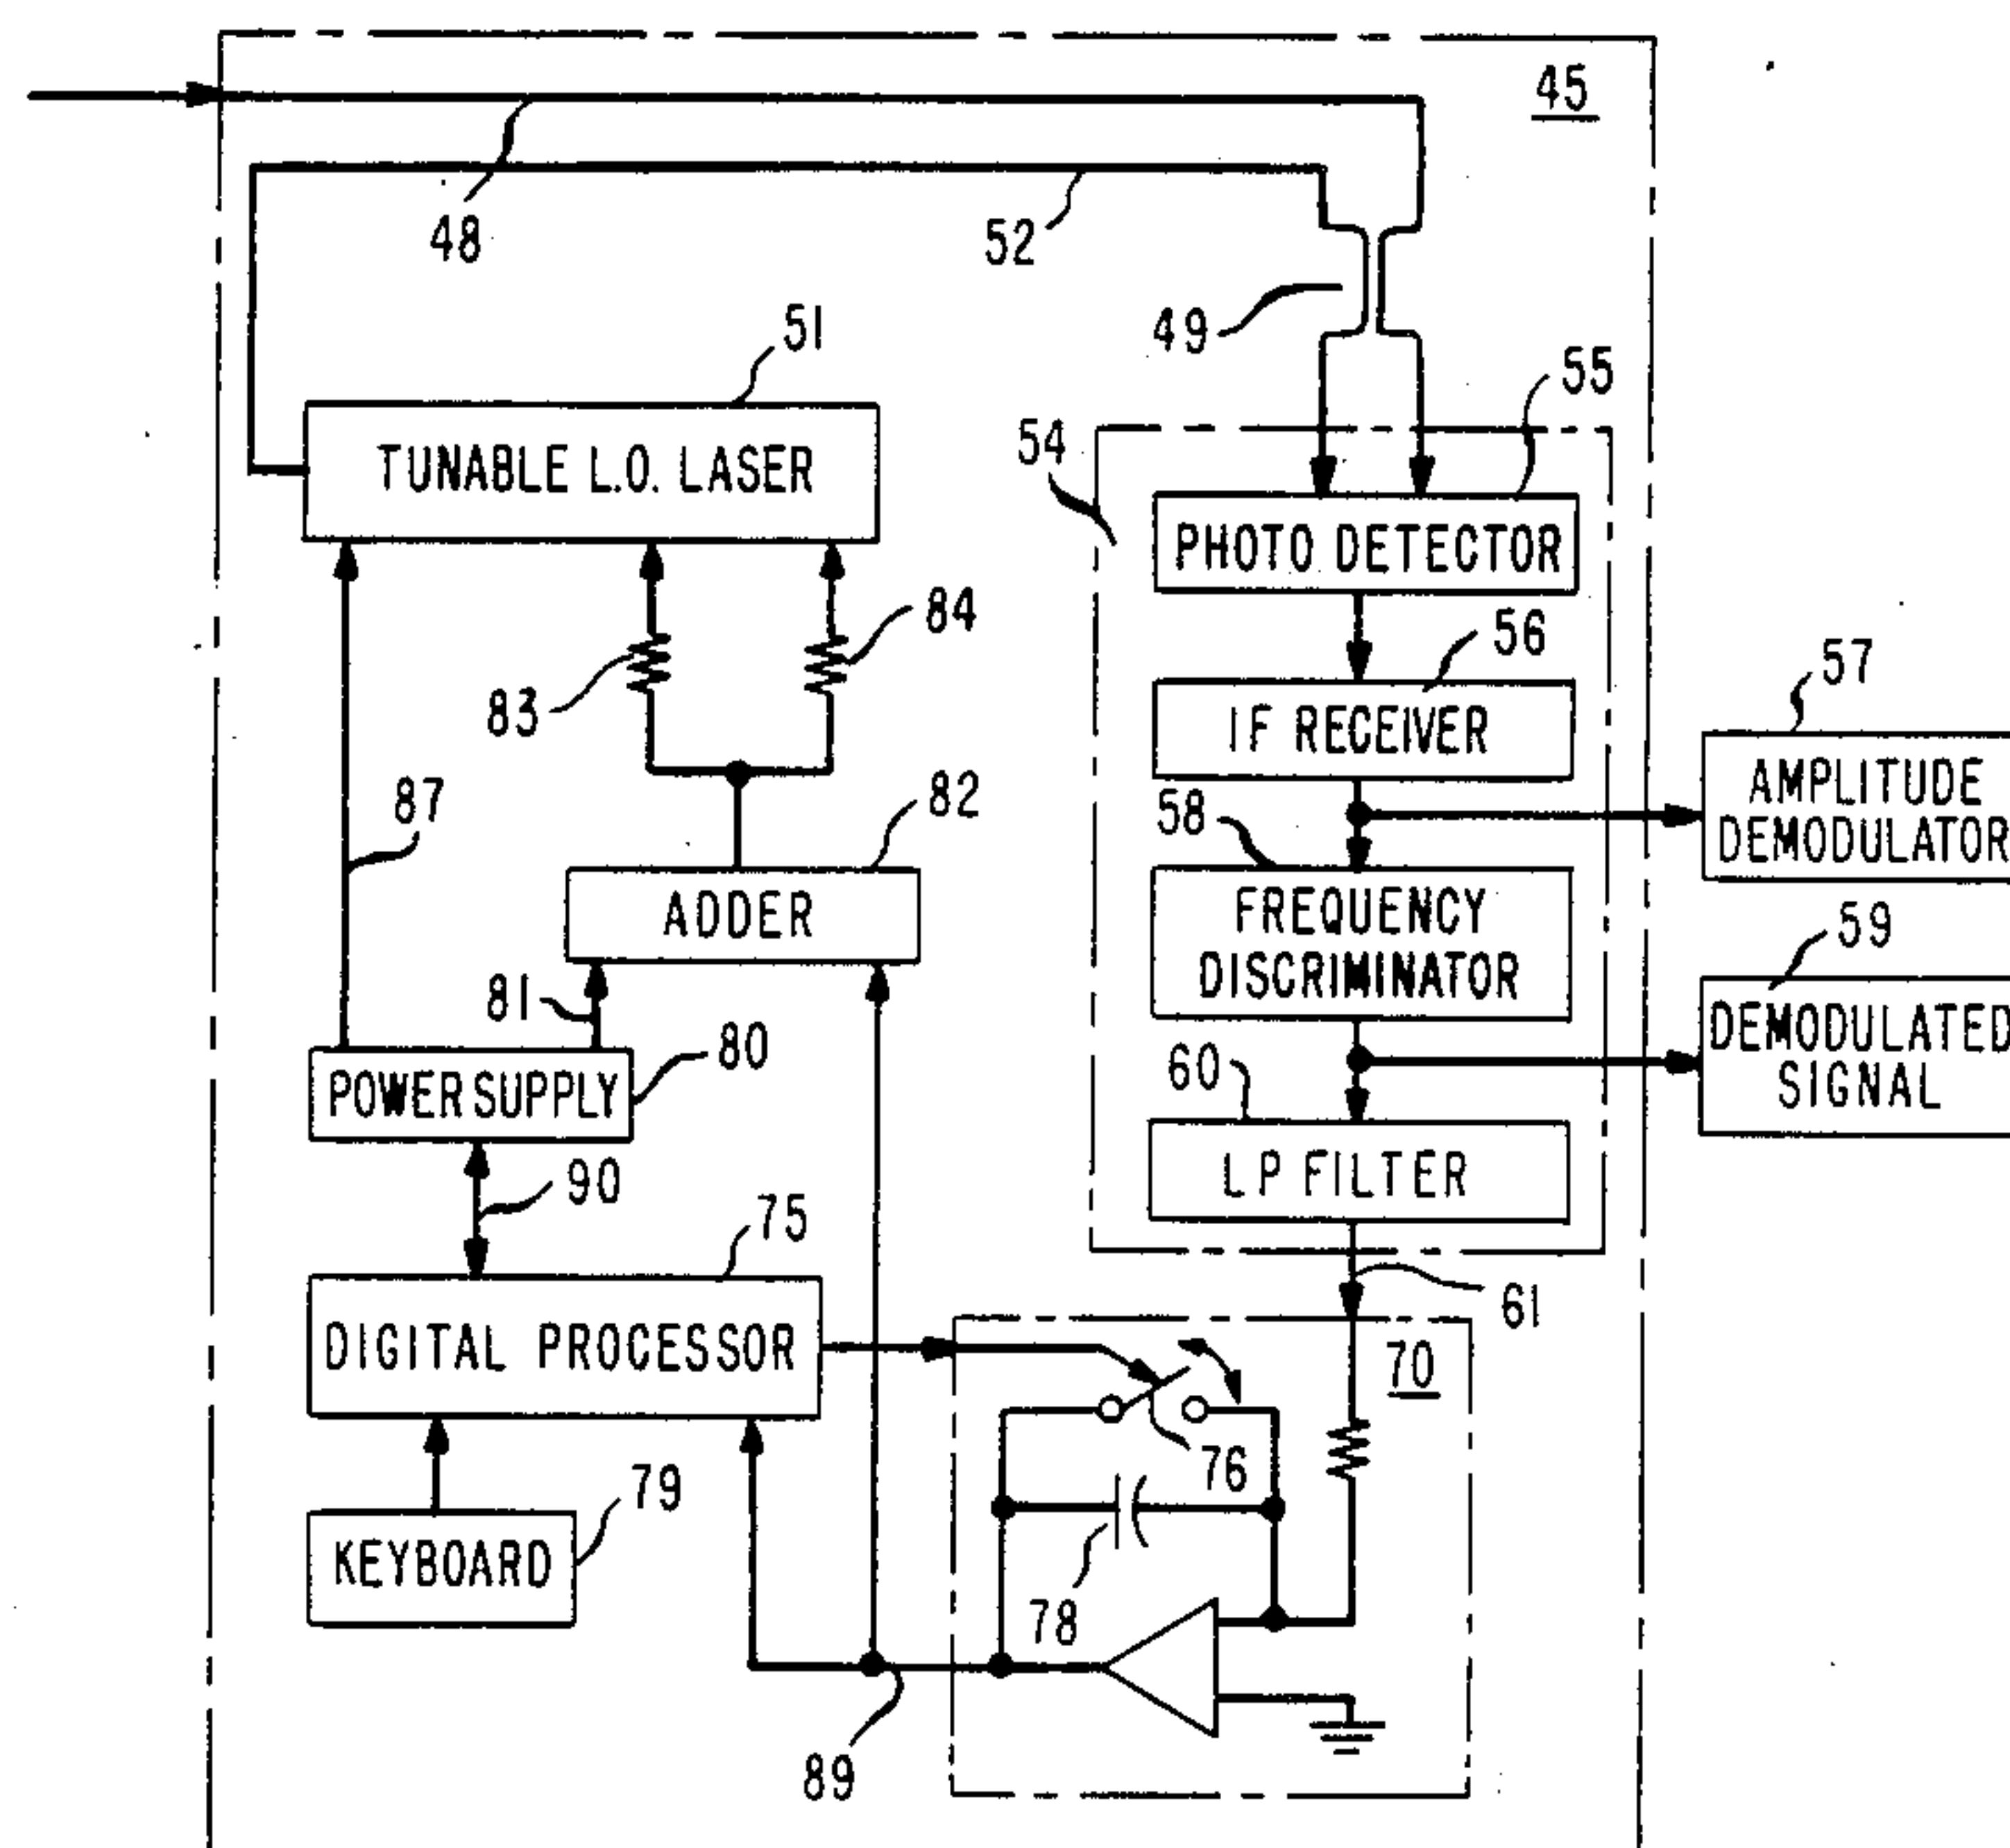 45
48
52
49
51
55
TUNABLE L.O. LASER
54
PHOTO DETECTOR
84
56
83
57
IF RECEIVER
AMPLITUDE
DEMODULATOR
87
82
58
ADDER
FREQUENCY
DISCRIMINATOR
59
81
80
DEMODULATED
SIGNAL
POWER SUPPLY
60
LP FILTER
90
75
61
DIGITAL PROCESSOR
70
76
79
KEYBOARD
78
89